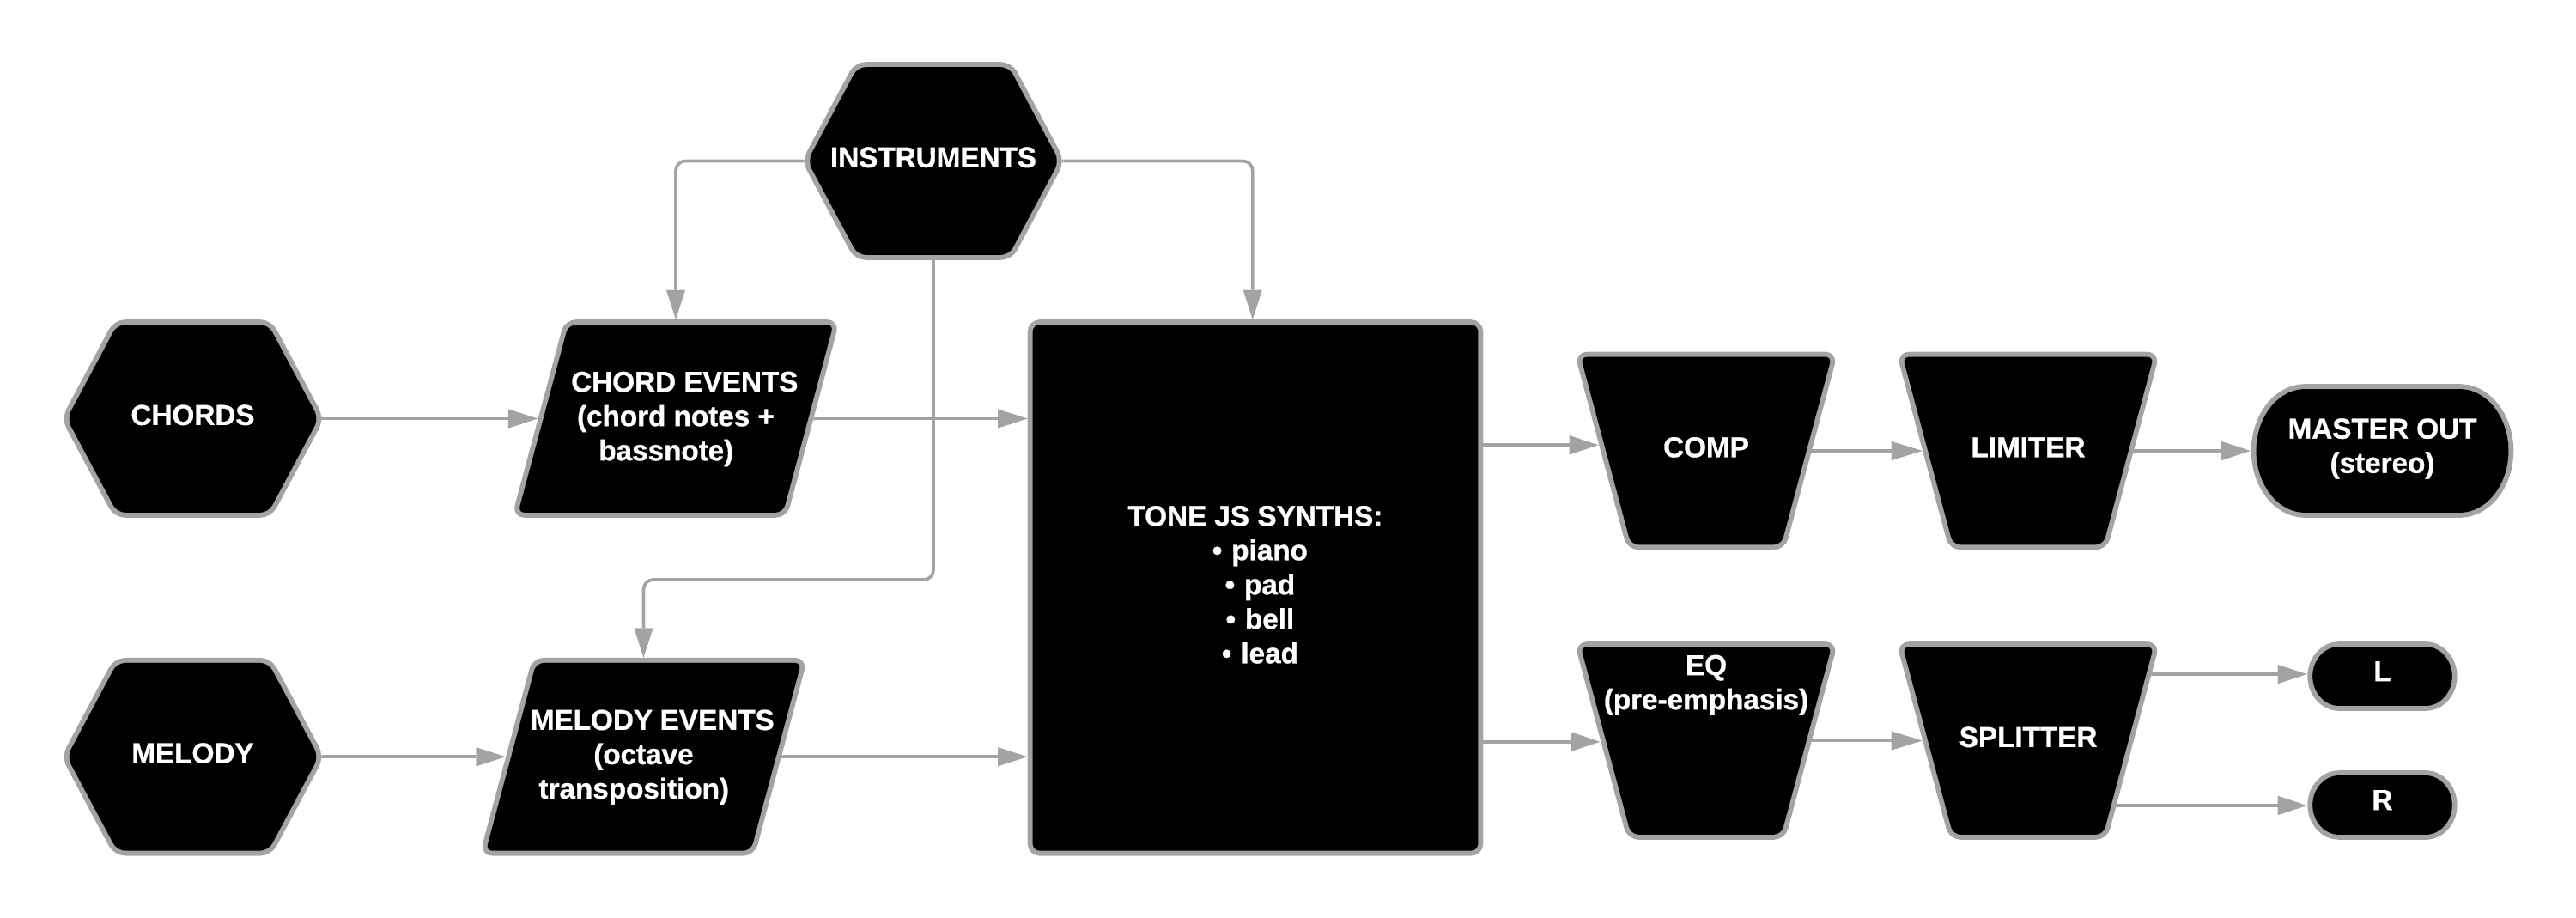 INSTRUMENTS
CHORDS
CHORD EVENTS
(chord notes +
bassnote)
MELODY
MELODY EVENTS
(octave
transposition)
TONE JS SYNTHS:
• piano
• pad
• bell
• lead
COMP
LIMITER
MASTER OUT
(stereo)
EQ
(pre-emphasis)
SPLITTER
L
R